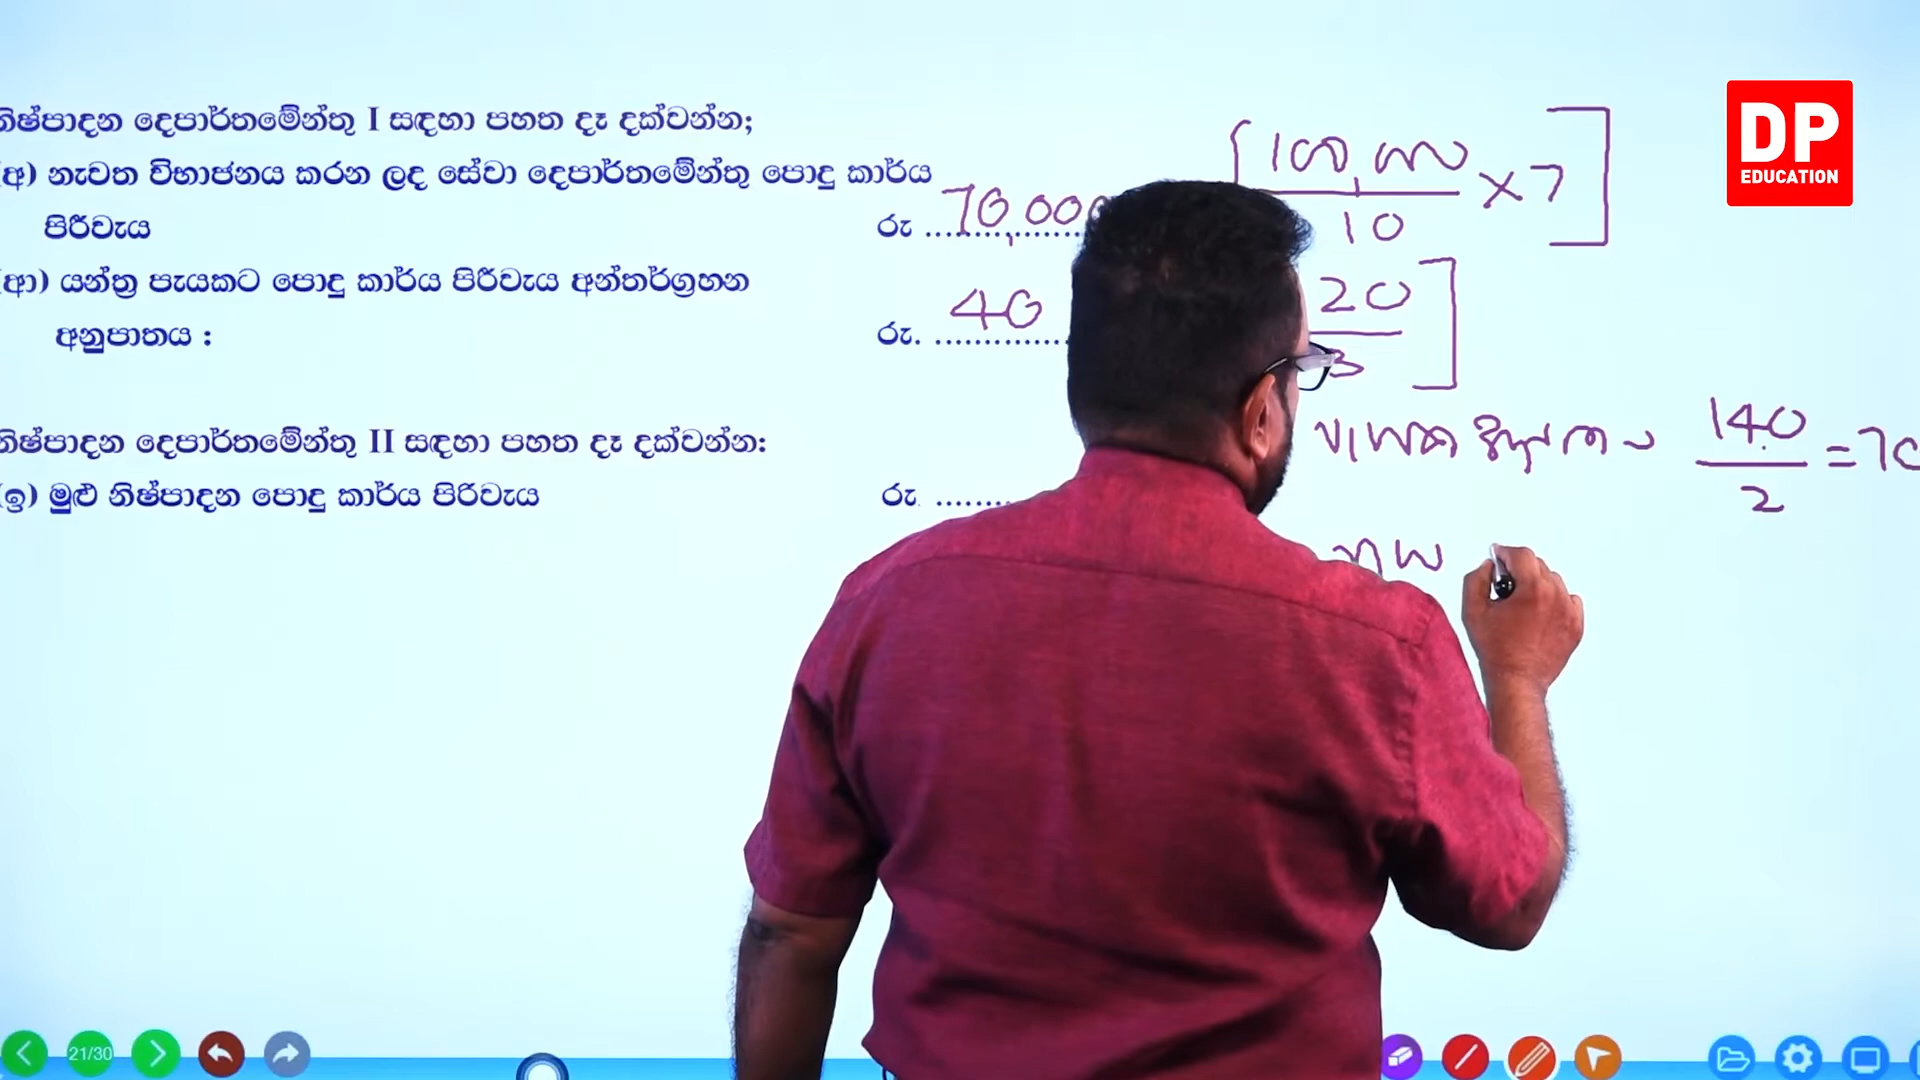 නිෂ්පාදන දෙපාර්තමේන්තු I සඳහා පහත දෑ දක්වන්න;
(අ) නැවත විභාජනය කරන ලද සේවා දෙපාර්තමේන්තු පොදු කාර්ය
පිරිවැය රු ........ 70,000
[100,000 / 10 × 7]
(ආ) යන්ත්‍ර පැයකට පොදු කාර්ය පිරිවැය අන්තර්ග්‍රහන
අනුපාතය : රු. ........ 40
20 / 3]
140 / 2 = 70
නිෂ්පාදන දෙපාර්තමේන්තු II සඳහා පහත දෑ දක්වන්න:
(ඉ) මුළු නිෂ්පාදන පොදු කාර්ය පිරිවැය රු ........
DP
EDUCATION
21/30